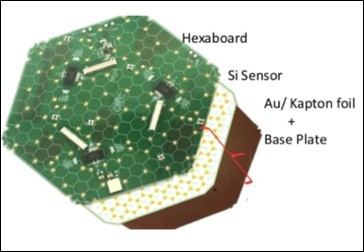 Hexaboard
Si Sensor
Au/ Kapton foil
+
Base Plate